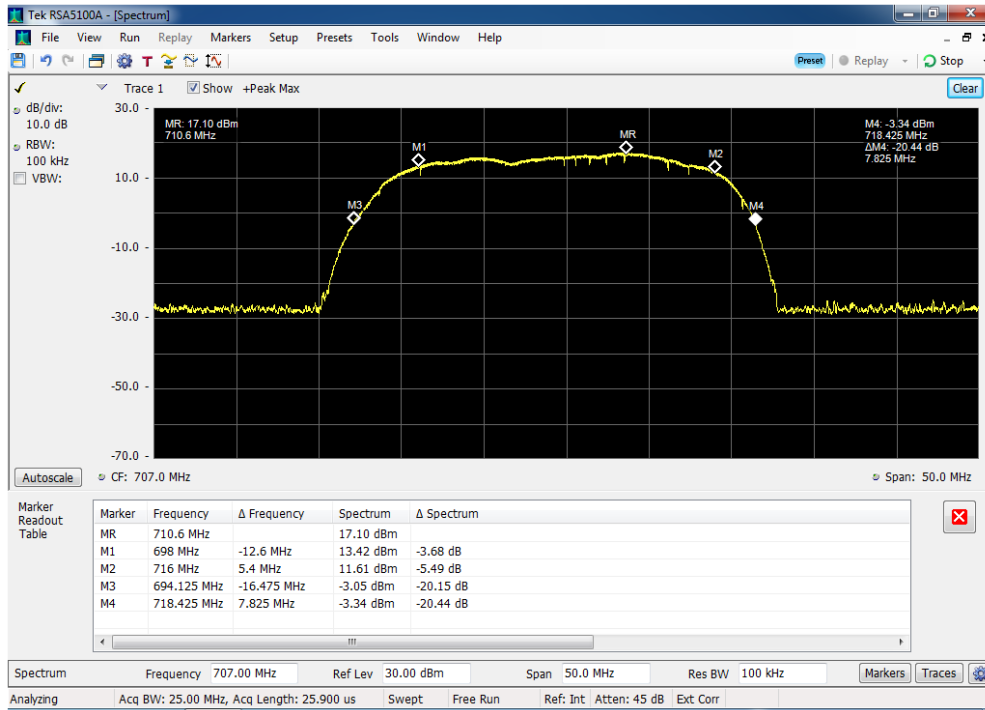 Tek RSA5100A - [Spectrum]
File View Run Replay Markers Setup Presets Tools Window Help
T Preset Replay Stop
Trace 1 Show +Peak Max Clear
dB/div:
10.0 dB
RBW:
100 kHz
VBW:
30.0
10.0
-10.0
-30.0
-50.0
-70.0
MR: 17.10 dBm
710.6 MHz
M4: -3.34 dBm
718.425 MHz
ΔM4: -20.44 dB
7.825 MHz
M1
MR
M2
M3
M4
Autoscale CF: 707.0 MHz Span: 50.0 MHz
Marker
Readout
Table
Marker Frequency Δ Frequency Spectrum Δ Spectrum
MR 710.6 MHz 17.10 dBm
M1 698 MHz -12.6 MHz 13.42 dBm -3.68 dB
M2 716 MHz 5.4 MHz 11.61 dBm -5.49 dB
M3 694.125 MHz -16.475 MHz -3.05 dBm -20.15 dB
M4 718.425 MHz 7.825 MHz -3.34 dBm -20.44 dB
Spectrum Frequency 707.00 MHz Ref Lev 30.00 dBm Span 50.0 MHz Res BW 100 kHz Markers Traces
Analyzing Acq BW: 25.00 MHz, Acq Length: 25.900 us Swept Free Run Ref: Int Atten: 45 dB Ext Corr